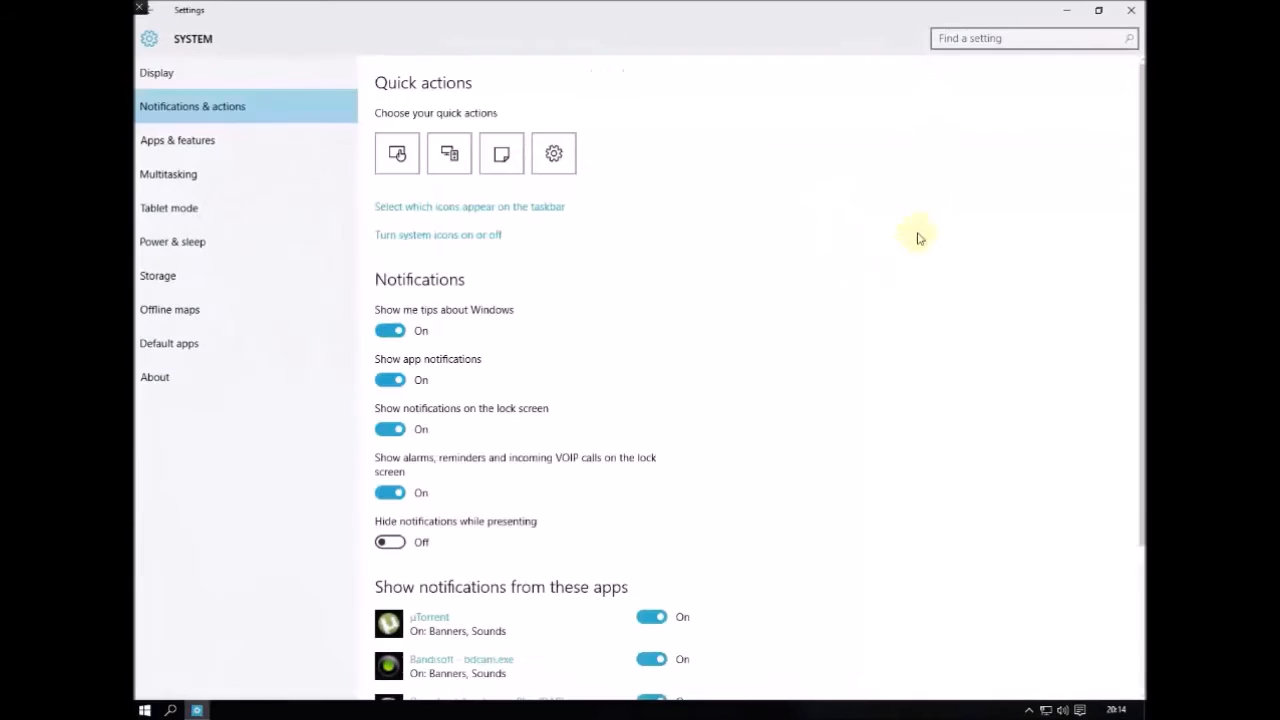 Settings
SYSTEM
Find a setting
Display
Notifications & actions
Apps & features
Multitasking
Tablet mode
Power & sleep
Storage
Offline maps
Default apps
About
Quick actions
Choose your quick actions
Select which icons appear on the taskbar
Turn system icons on or off
Notifications
Show me tips about Windows
On
Show app notifications
On
Show notifications on the lock screen
On
Show alarms, reminders and incoming VOIP calls on the lock
screen
On
Hide notifications while presenting
Off
Show notifications from these apps
µTorrent
On
On: Banners, Sounds
Bandisoft - bdcam.exe
On
On: Banners, Sounds
20:14